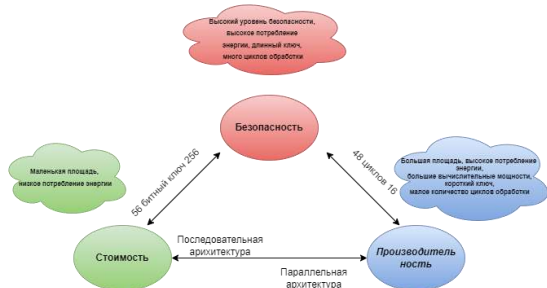 Высокий уровень безопасности,
высокое потребление
энергии, длинный ключ,
много циклов обработки
Безопасность
Маленькая площадь,
низкое потребление энергии
56 битный ключ 256
48 циклов 16
Большая площадь, высокое потребление
энергии,
большие вычислительные мощности,
короткий ключ,
малое количество циклов обработки
Стоимость
Последовательная
архитектура
Параллельная
архитектура
Производитель
ность